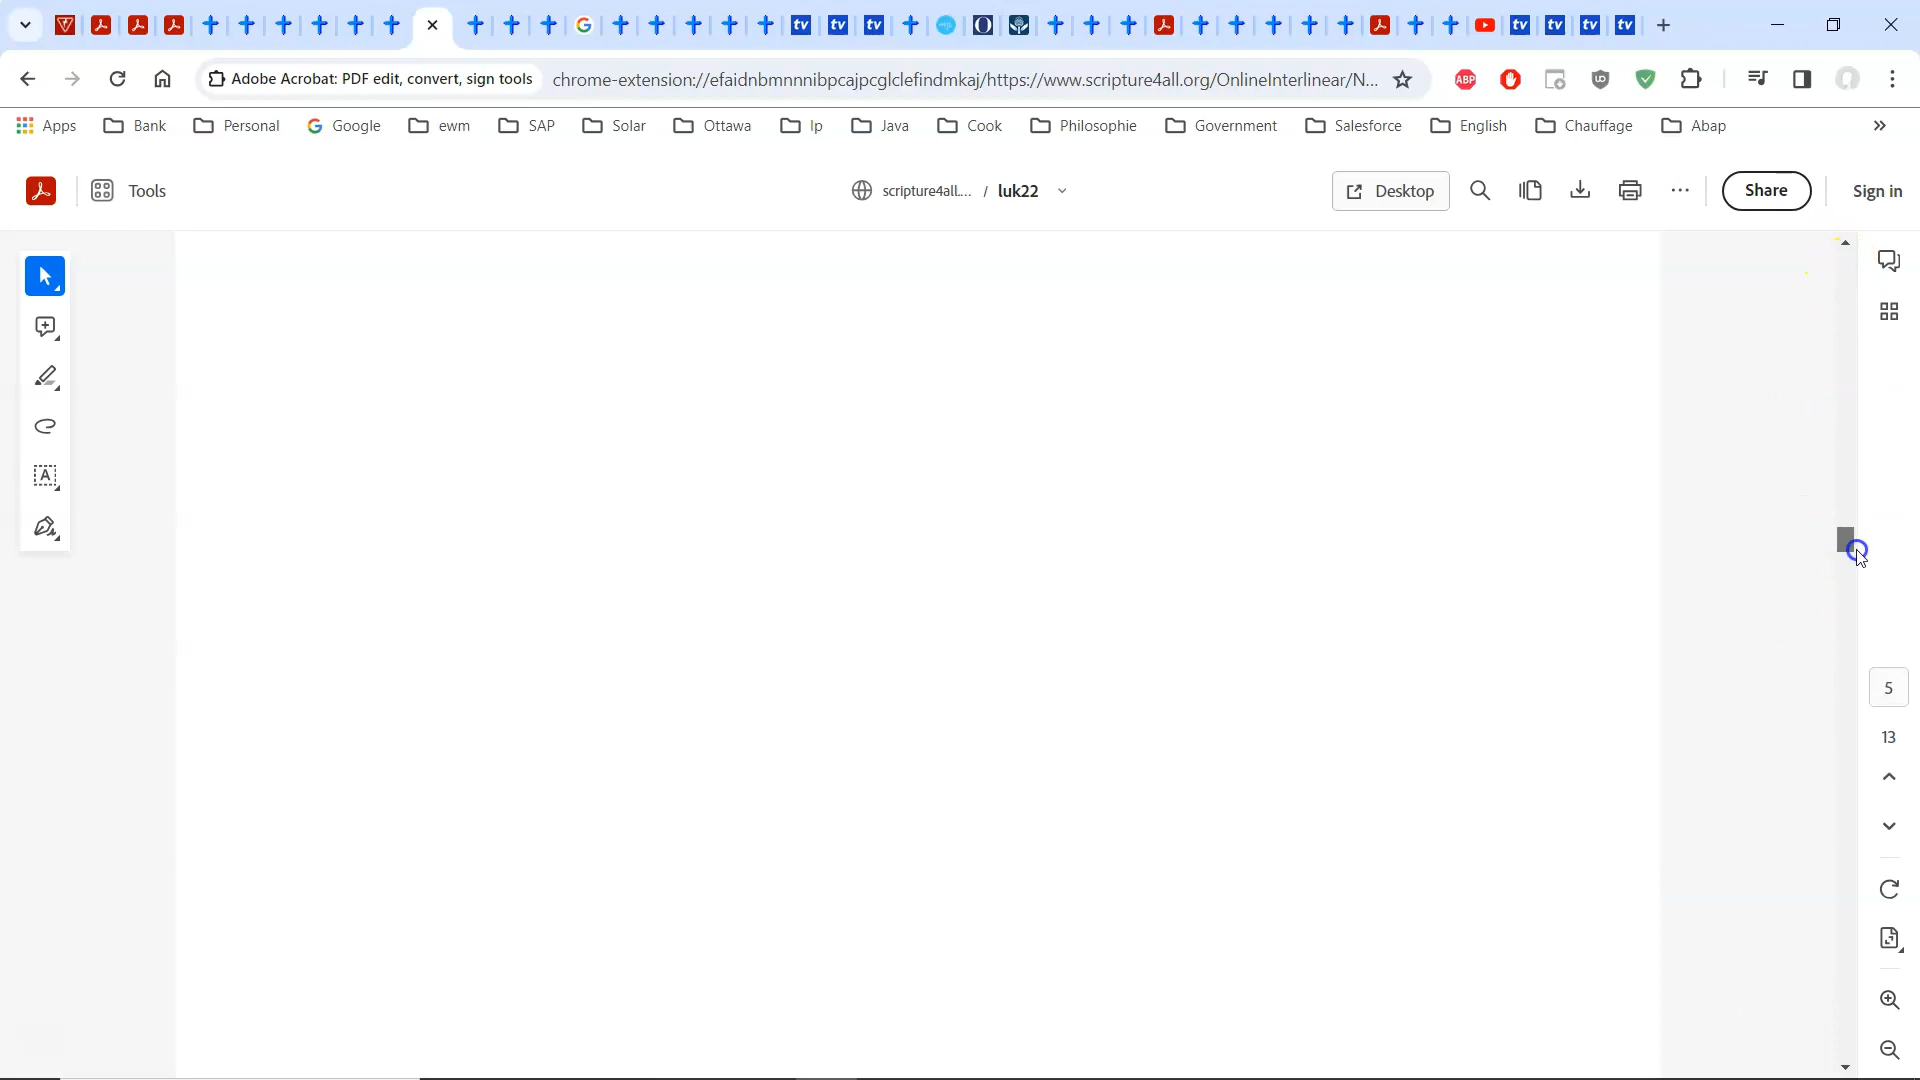 Adobe Acrobat: PDF edit, convert, sign tools
chrome-extension://efaidnbmnnnibpcajpcglclefindmkaj/https://www.scripture4all.org/OnlineInterlinear/N...
ABP
Apps Bank Personal Google ewm SAP Solar Ottawa Ip Java Cook Philosophie Government Salesforce English Chauffage Abap »
Tools
scripture4all.... / luk22
Desktop
Share
Sign in
5
13